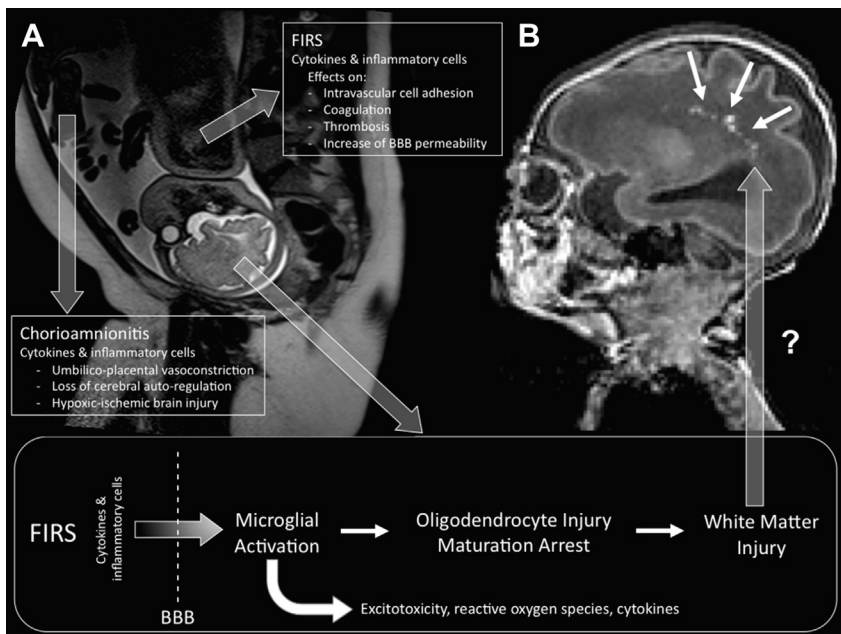 A
FIRS
Cytokines & inflammatory cells
Effects on:
- Intravascular cell adhesion
- Coagulation
- Thrombosis
- Increase of BBB permeability
B
Chorioamnionitis
Cytokines & inflammatory cells
- Umbilico-placental vasoconstriction
- Loss of cerebral auto-regulation
- Hypoxic-ischemic brain injury
?
FIRS
Cytokines &
inflammatory cells
BBB
Microglial
Activation
Oligodendrocyte Injury
Maturation Arrest
White Matter
Injury
Excitotoxicity, reactive oxygen species, cytokines